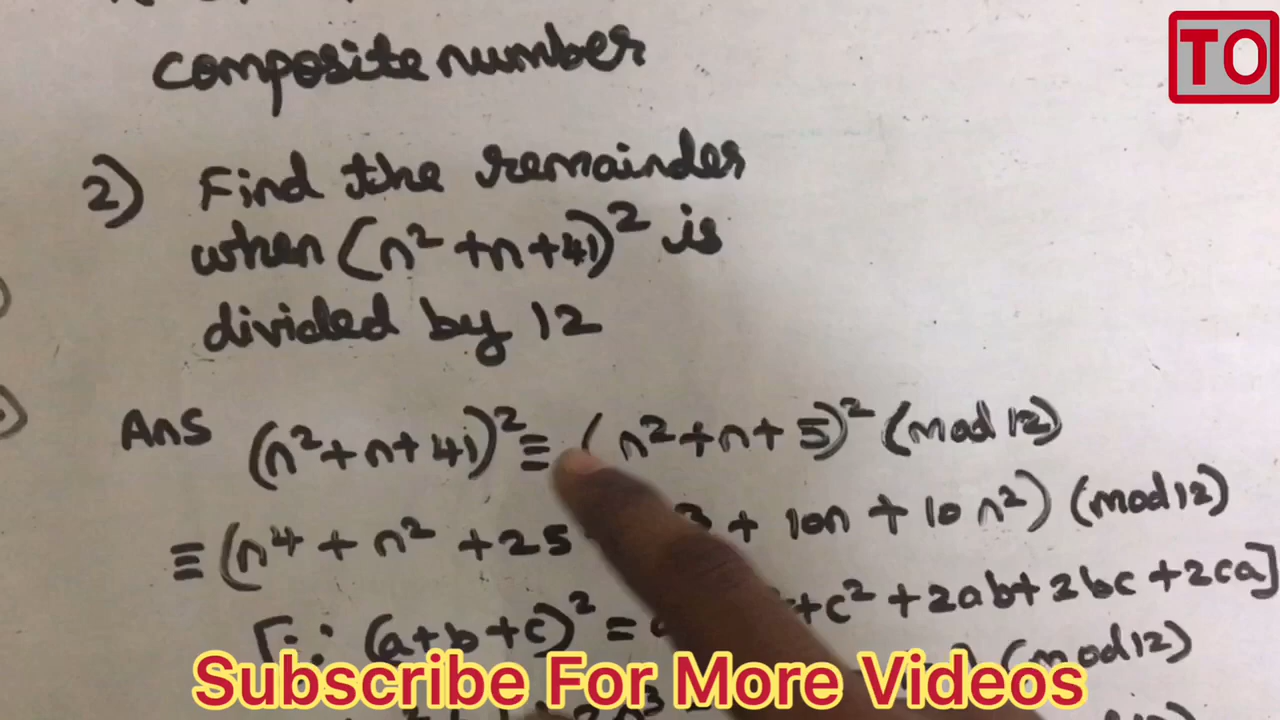 composite number
TO
2) Find the remainder
when (n² + n + 41)² is
divided by 12
Ans (n² + n + 41)² ≡ (n² + n + 5)² (mod 12)
≡ (n⁴ + n² + 25 + 10n + 10n²) (mod 12)
[∵ (a+b+c)² = + c² + 2ab + 2bc + 2ca]
(mod 12)
Subscribe For More Videos